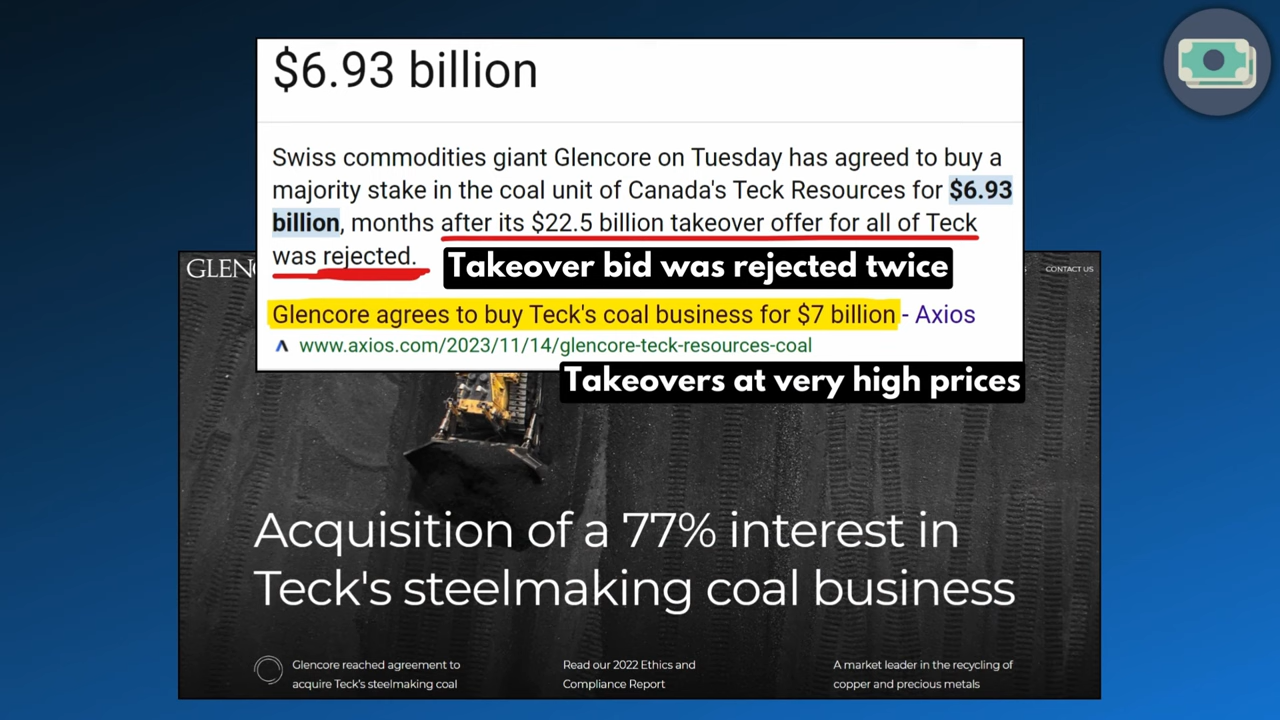 $6.93 billion
Swiss commodities giant Glencore on Tuesday has agreed to buy a
majority stake in the coal unit of Canada's Teck Resources for $6.93
billion, months after its $22.5 billion takeover offer for all of Teck
was rejected.
Takeover bid was rejected twice
GLENC
CONTACT US
Glencore agrees to buy Teck's coal business for $7 billion - Axios
www.axios.com/2023/11/14/glencore-teck-resources-coal
Takeovers at very high prices
Acquisition of a 77% interest in
Teck's steelmaking coal business
Glencore reached agreement to
acquire Teck's steelmaking coal
Read our 2022 Ethics and
Compliance Report
A market leader in the recycling of
copper and precious metals